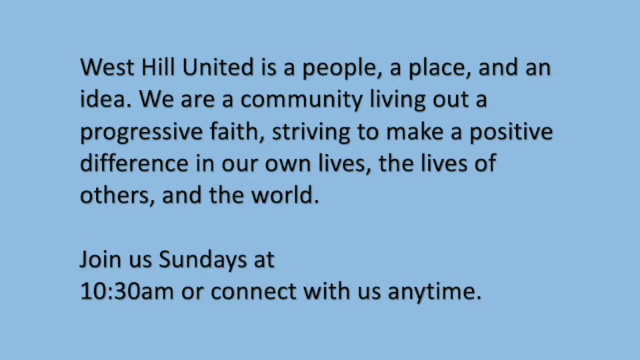 West Hill United is a people, a place, and an
idea. We are a community living out a
progressive faith, striving to make a positive
difference in our own lives, the lives of
others, and the world.
Join us Sundays at
10:30am or connect with us anytime.